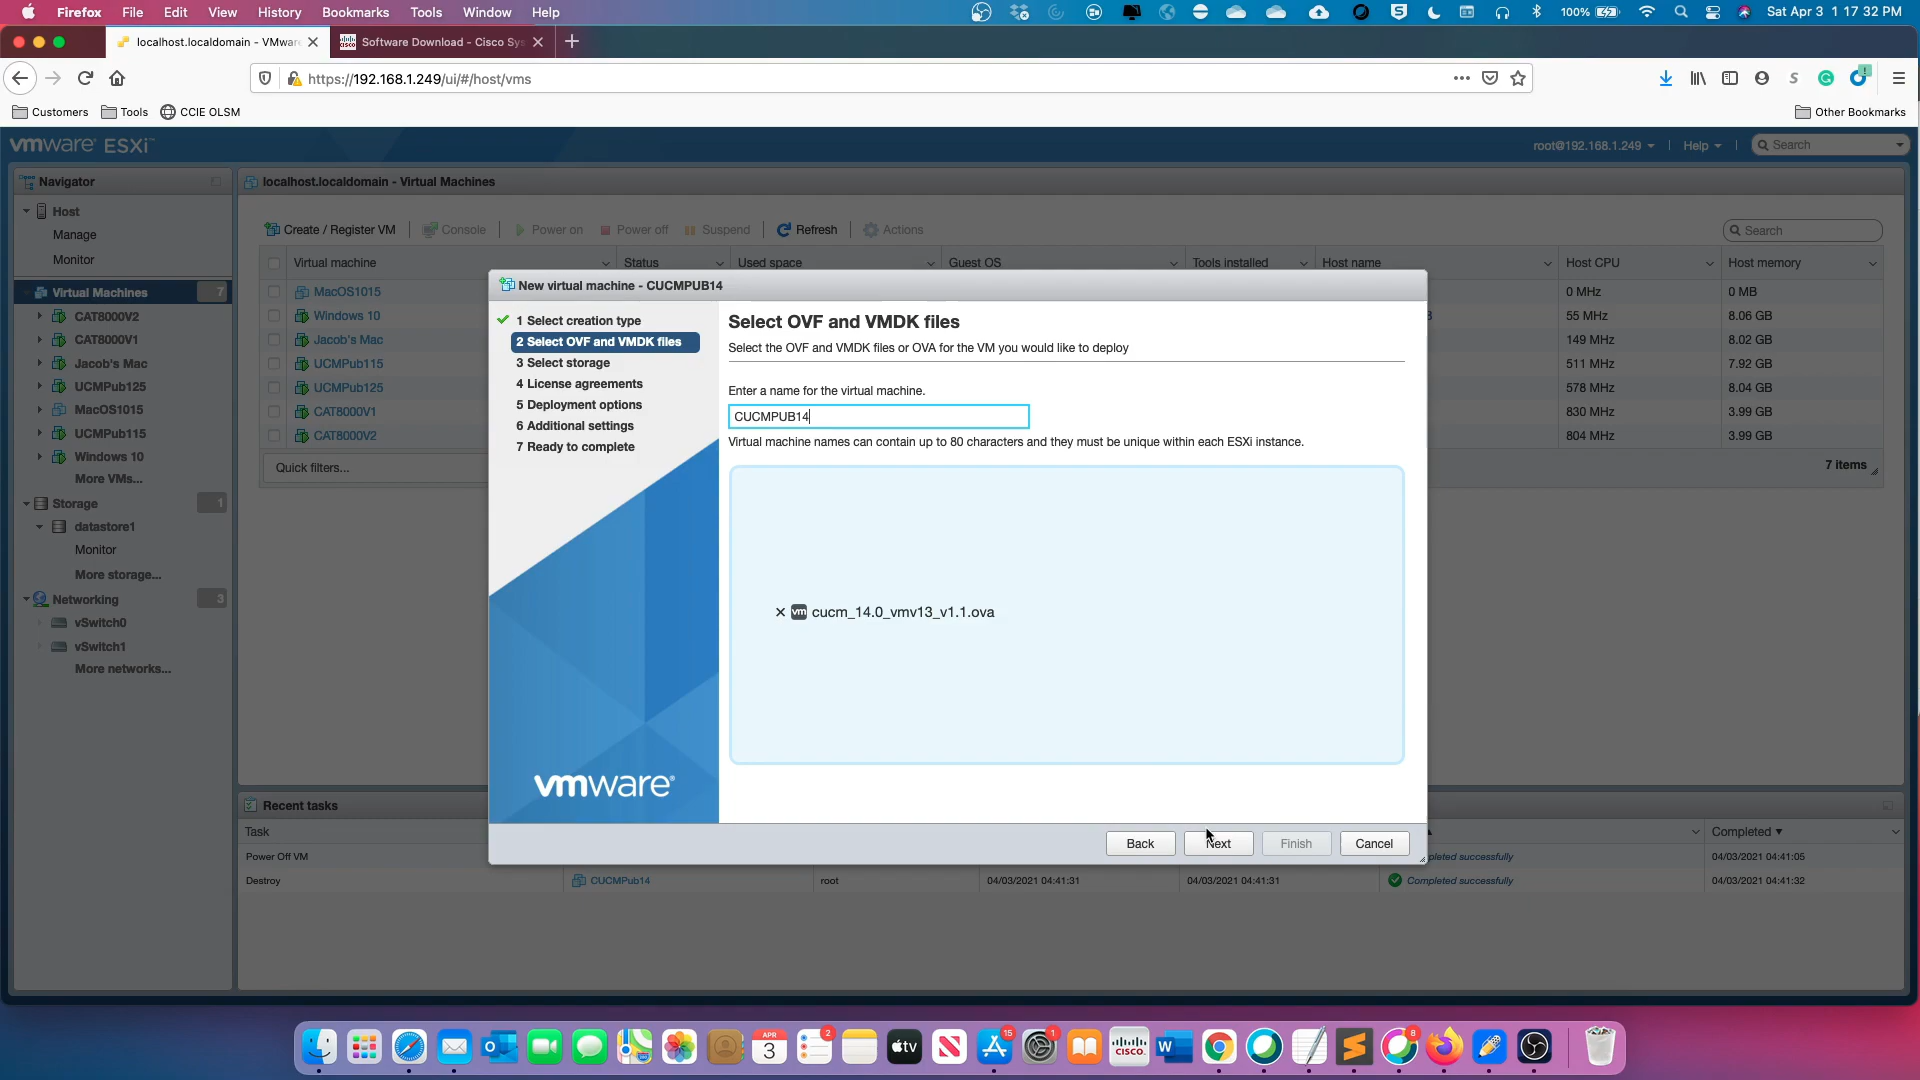 Firefox File Edit View History Bookmarks Tools Window Help 100% Sat Apr 3 1 17 32 PM
localhost.localdomain - VMwar Software Download - Cisco Sys
https://192.168.1.249/ui/#/host/vms
Customers Tools CCIE OLSM Other Bookmarks
vmware ESXi root@192.168.1.249 Help Search
Navigator
Host
Manage
Monitor
Virtual Machines 7
CAT8000V2
CAT8000V1
Jacob's Mac
UCMPub125
MacOS1015
UCMPub115
Windows 10
More VMs...
Storage 1
datastore1
Monitor
More storage...
Networking 3
vSwitch0
vSwitch1
More networks...
localhost.localdomain - Virtual Machines
Create / Register VM Console Power on Power off Suspend Refresh Actions Search
Virtual machine Status Used space Guest OS Tools installed Host name Host CPU Host memory
MacOS1015 0 MHz 0 MB
Windows 10 55 MHz 8.06 GB
Jacob's Mac 149 MHz 8.02 GB
UCMPub115 511 MHz 7.92 GB
UCMPub125 578 MHz 8.04 GB
CAT8000V1 830 MHz 3.99 GB
CAT8000V2 804 MHz 3.99 GB
Quick filters... 7 items
New virtual machine - CUCMPUB14
1 Select creation type
2 Select OVF and VMDK files
3 Select storage
4 License agreements
5 Deployment options
6 Additional settings
7 Ready to complete
vmware
Select OVF and VMDK files
Select the OVF and VMDK files or OVA for the VM you would like to deploy
Enter a name for the virtual machine.
CUCMPUB14
Virtual machine names can contain up to 80 characters and they must be unique within each ESXi instance.
cucm_14.0_vmv13_v1.1.ova
Back Next Finish Cancel
Recent tasks
Task Completed
Power Off VM pleted successfully 04/03/2021 04:41:05
Destroy CUCMPub14 root 04/03/2021 04:41:31 04/03/2021 04:41:31 Completed successfully 04/03/2021 04:41:32
APR
3 2 tv 15 1 CISCO 8